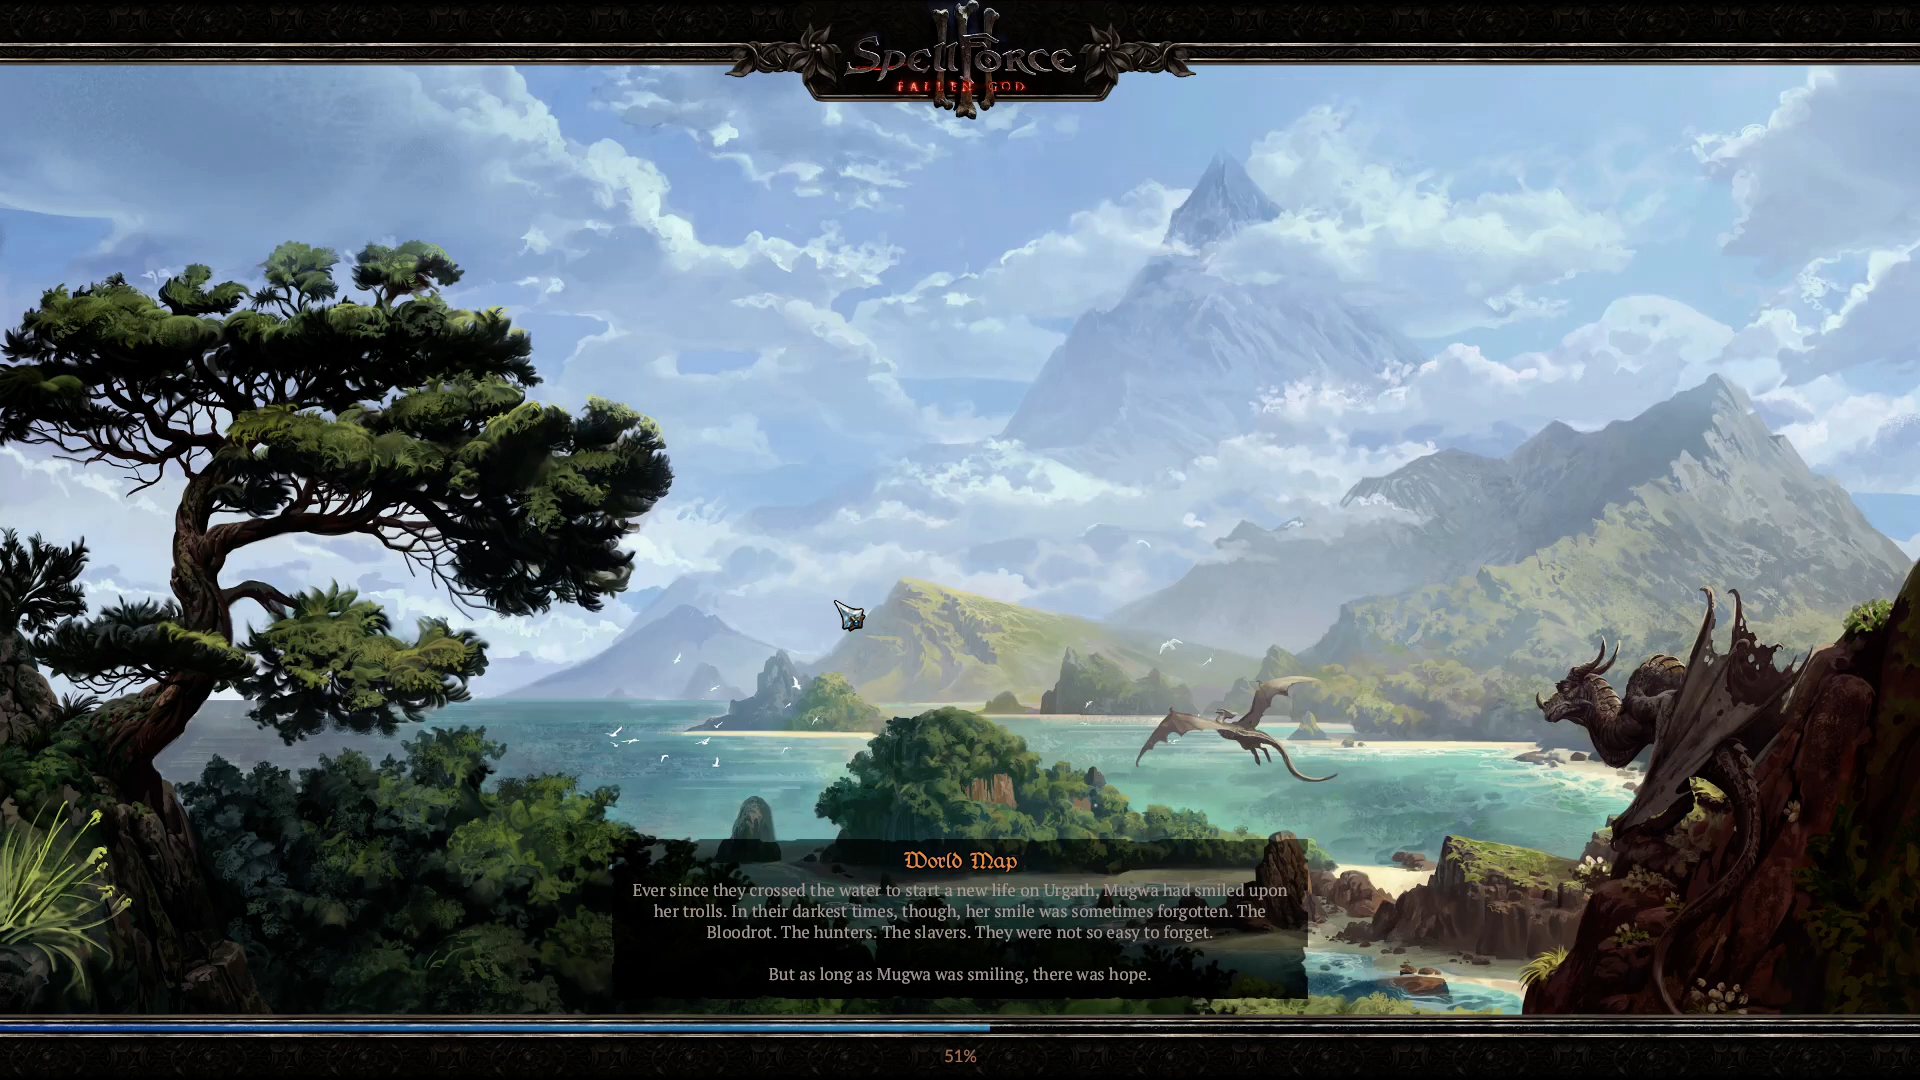 SpellForce
III
FALLEN GOD
World Map
Ever since they crossed the water to start a new life on Urgath, Mugwa had smiled upon
her trolls. In their darkest times, though, her smile was sometimes forgotten. The
Bloodrot. The hunters. The slavers. They were not so easy to forget.
But as long as Mugwa was smiling, there was hope.
51%